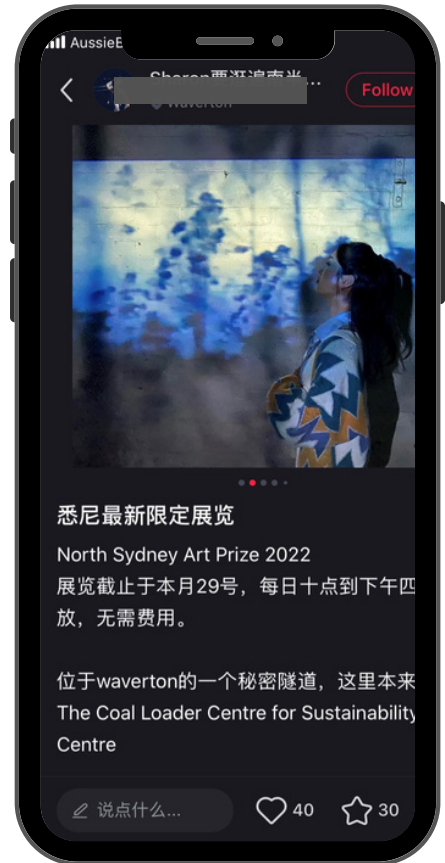 Follow
Waverton
悉尼最新限定展览
North Sydney Art Prize 2022
展览截止于本月29号，每日十点到下午四
放，无需费用。
位于waverton的一个秘密隧道，这里本来
The Coal Loader Centre for Sustainability
Centre
说点什么...
40
30